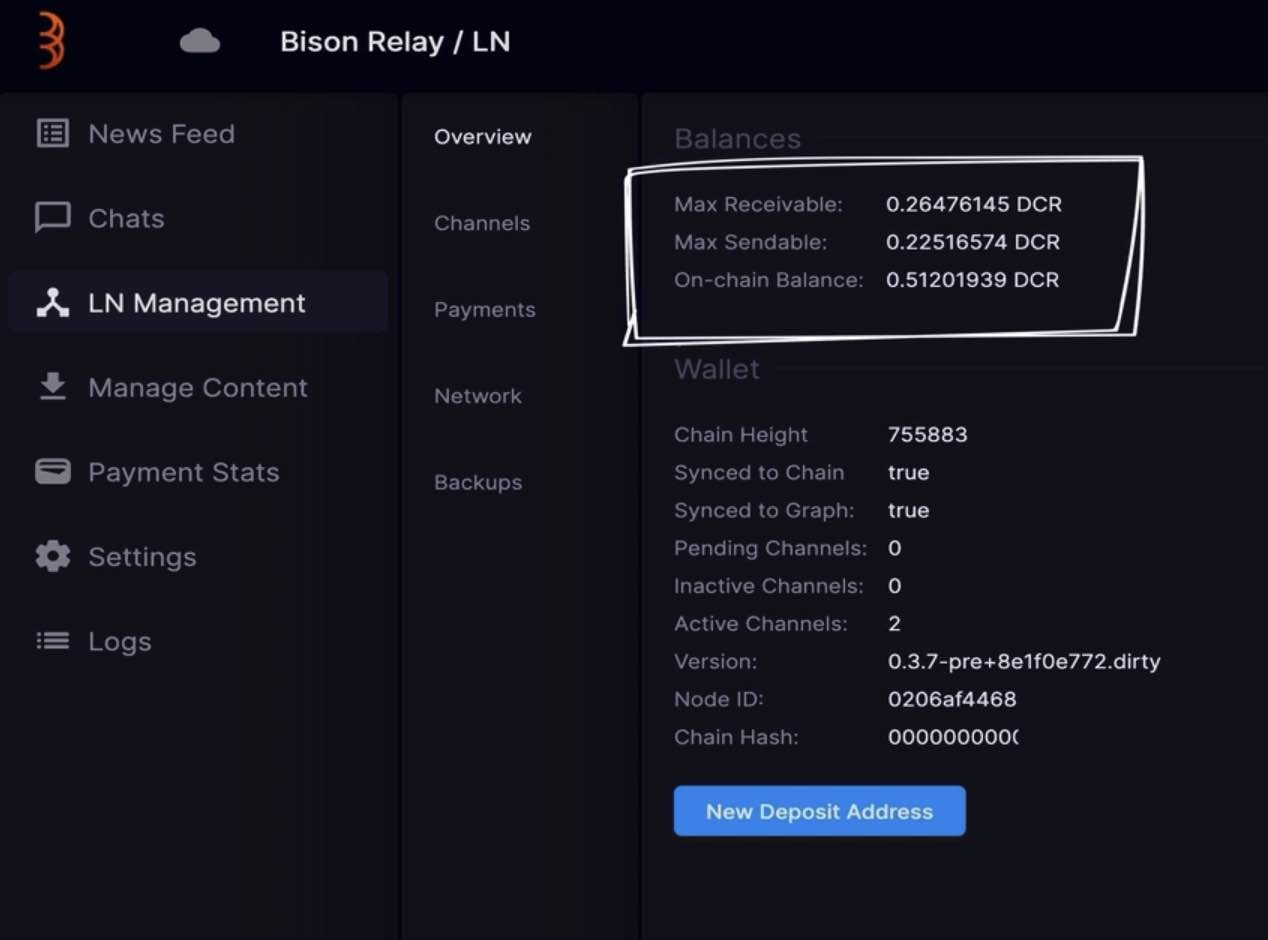 Bison Relay / LN
News Feed
Chats
LN Management
Manage Content
Payment Stats
Settings
Logs
Overview
Channels
Payments
Network
Backups
Balances
Max Receivable: 0.26476145 DCR
Max Sendable: 0.22516574 DCR
On-chain Balance: 0.51201939 DCR
Wallet
Chain Height 755883
Synced to Chain true
Synced to Graph: true
Pending Channels: 0
Inactive Channels: 0
Active Channels: 2
Version: 0.3.7-pre+8e1f0e772.dirty
Node ID: 0206af4468
Chain Hash: 000000000
New Deposit Address